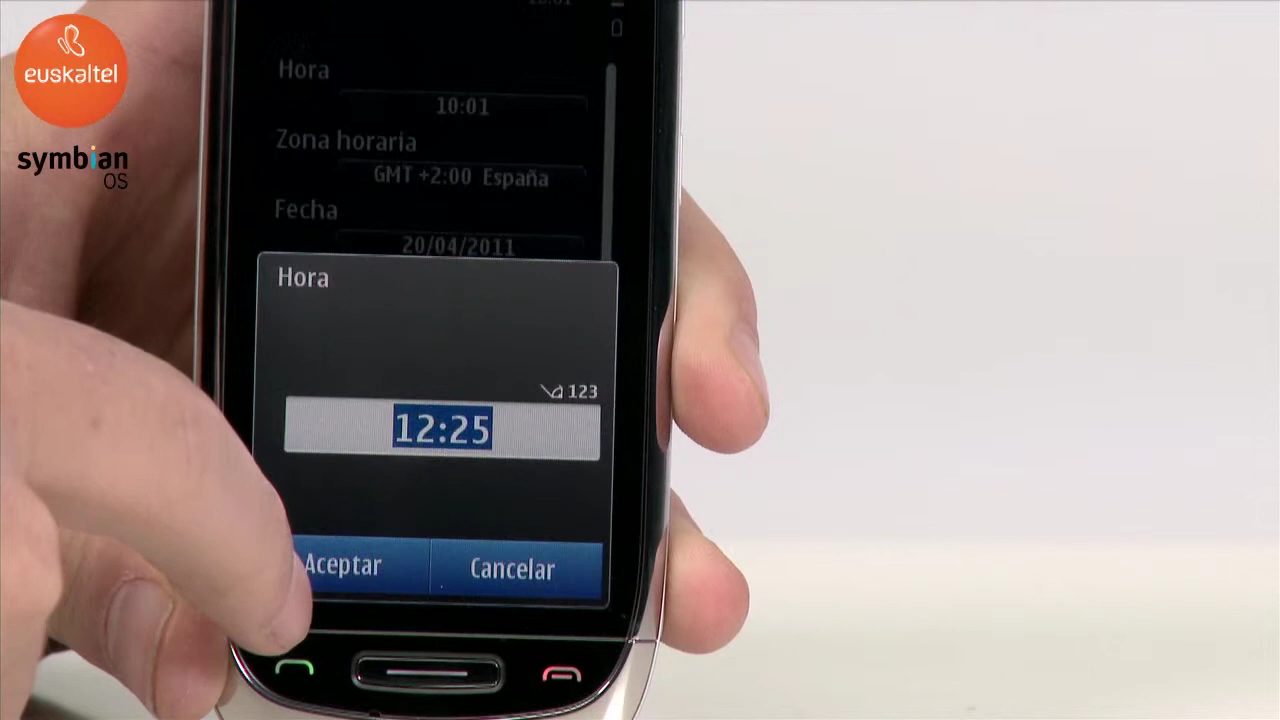 euskaltel
symbian
OS
Hora
10:01
Zona horaria
GMT +2:00 España
Fecha
20/04/2011
Hora
123
12:25
Aceptar
Cancelar